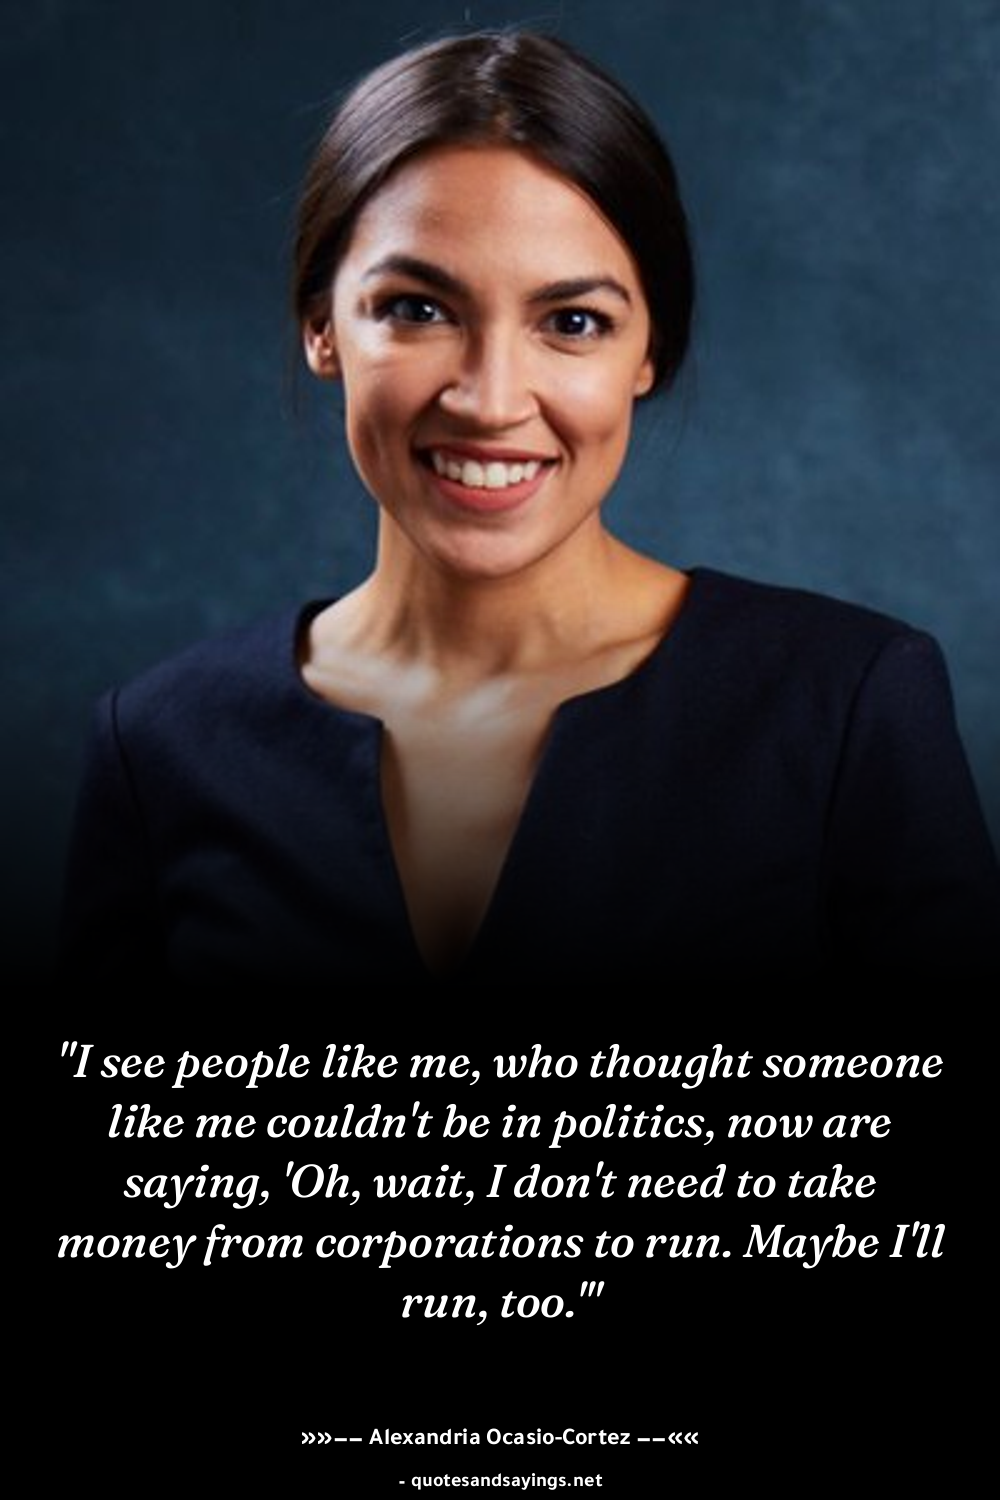 "I see people like me, who thought someone
like me couldn't be in politics, now are
saying, 'Oh, wait, I don't need to take
money from corporations to run. Maybe I'll
run, too.'"
»»−− Alexandria Ocasio-Cortez −−««
- quotesandsayings.net